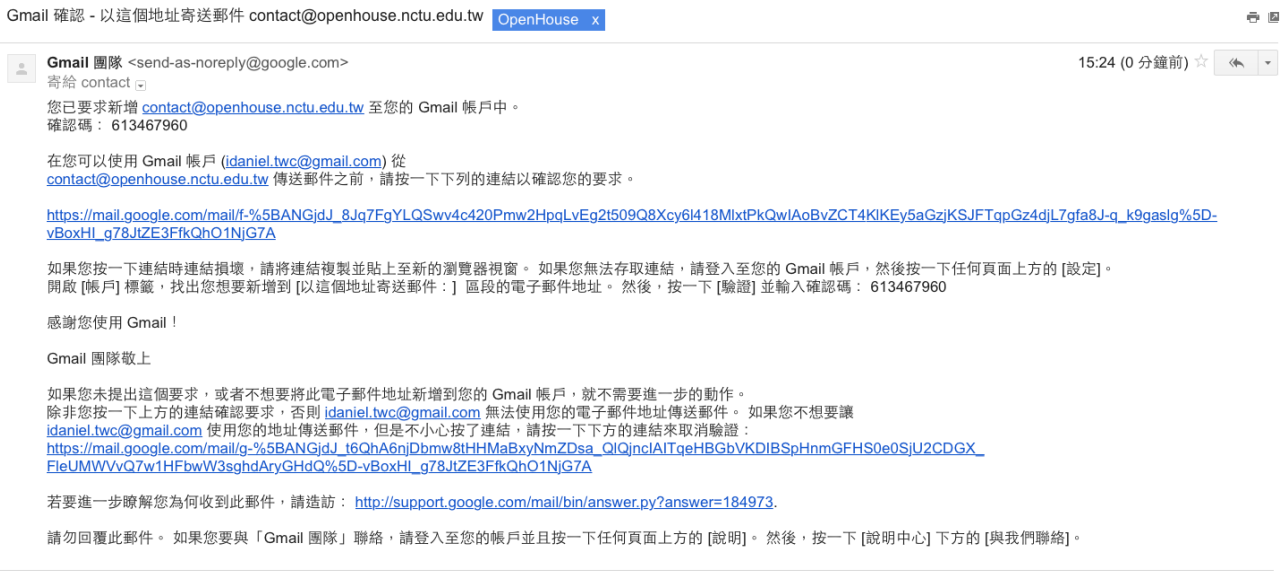 Gmail 確認 - 以這個地址寄送郵件 contact@openhouse.nctu.edu.tw OpenHouse x
Gmail 團隊 <send-as-noreply@google.com> 15:24 (0 分鐘前)
寄給 contact
您已要求新增 contact@openhouse.nctu.edu.tw 至您的 Gmail 帳戶中。
確認碼： 613467960
在您可以使用 Gmail 帳戶 (idaniel.twc@gmail.com) 從
contact@openhouse.nctu.edu.tw 傳送郵件之前，請按一下下列的連結以確認您的要求。
https://mail.google.com/mail/f-%5BANGjdJ_8Jq7FgYLQSwv4c420Pmw2HpqLvEg2t509Q8Xcy6l418MlxtPkQwIAoBvZCT4KlKEy5aGzjKSJFTqpGz4djL7gfa8J-q_k9gaslg%5D-
vBoxHI_g78JtZE3FfkQhO1NjG7A
如果您按一下連結時連結損壞，請將連結複製並貼上至新的瀏覽器視窗。 如果您無法存取連結，請登入至您的 Gmail 帳戶，然後按一下任何頁面上方的 [設定]。
開啟 [帳戶] 標籤，找出您想要新增到 [以這個地址寄送郵件：] 區段的電子郵件地址。 然後，按一下 [驗證] 並輸入確認碼： 613467960
感謝您使用 Gmail！
Gmail 團隊敬上
如果您未提出這個要求，或者不想要將此電子郵件地址新增到您的 Gmail 帳戶，就不需要進一步的動作。
除非您按一下上方的連結確認要求，否則 idaniel.twc@gmail.com 無法使用您的電子郵件地址傳送郵件。 如果您不想要讓
idaniel.twc@gmail.com 使用您的地址傳送郵件，但是不小心按了連結，請按一下下方的連結來取消驗證：
https://mail.google.com/mail/g-%5BANGjdJ_t6QhA6njDbmw8tHHMaBxyNmZDsa_QlQjncIAITqeHBGbVKDIBSpHnmGFHS0e0SjU2CDGX_
FleUMWVvQ7w1HFbwW3sghdAryGHdQ%5D-vBoxHI_g78JtZE3FfkQhO1NjG7A
若要進一步瞭解您為何收到此郵件，請造訪： http://support.google.com/mail/bin/answer.py?answer=184973.
請勿回覆此郵件。 如果您要與「Gmail 團隊」聯絡，請登入至您的帳戶並且按一下任何頁面上方的 [說明]。 然後，按一下 [說明中心] 下方的 [與我們聯絡]。